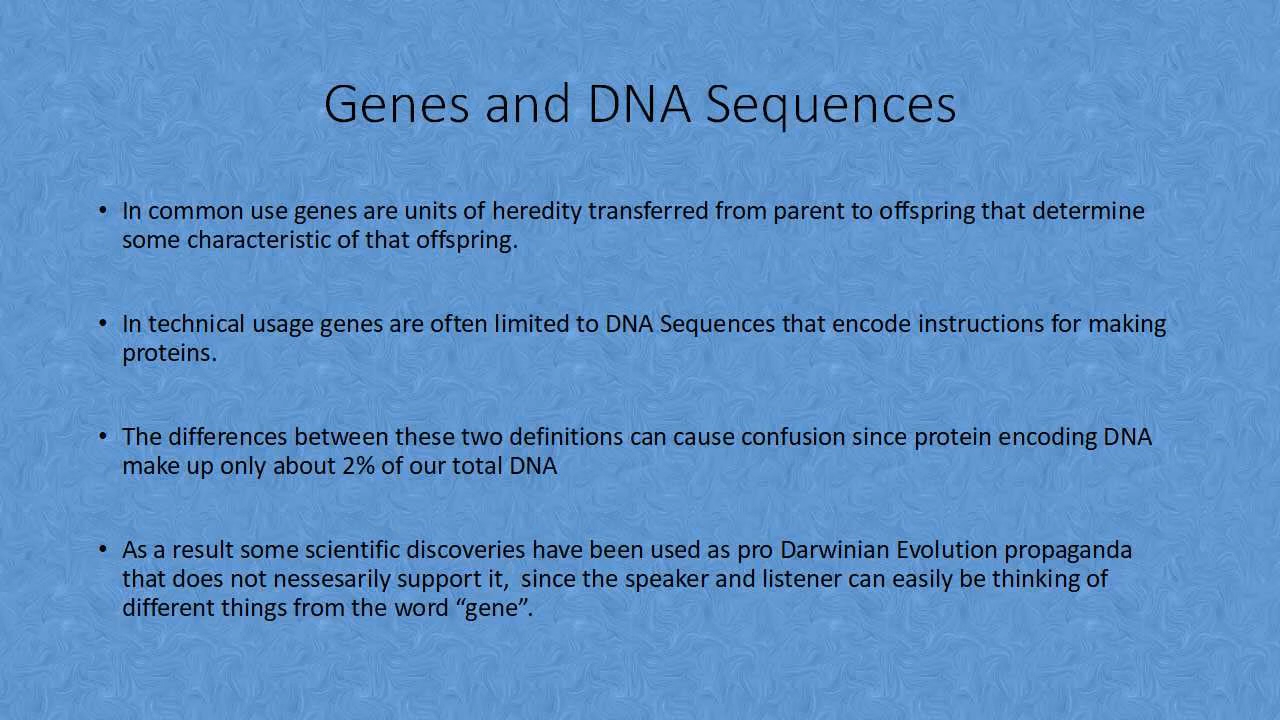 Genes and DNA Sequences
• In common use genes are units of heredity transferred from parent to offspring that determine
some characteristic of that offspring.
• In technical usage genes are often limited to DNA Sequences that encode instructions for making
proteins.
• The differences between these two definitions can cause confusion since protein encoding DNA
make up only about 2% of our total DNA
• As a result some scientific discoveries have been used as pro Darwinian Evolution propaganda
that does not nessesarily support it,  since the speaker and listener can easily be thinking of
different things from the word “gene”.